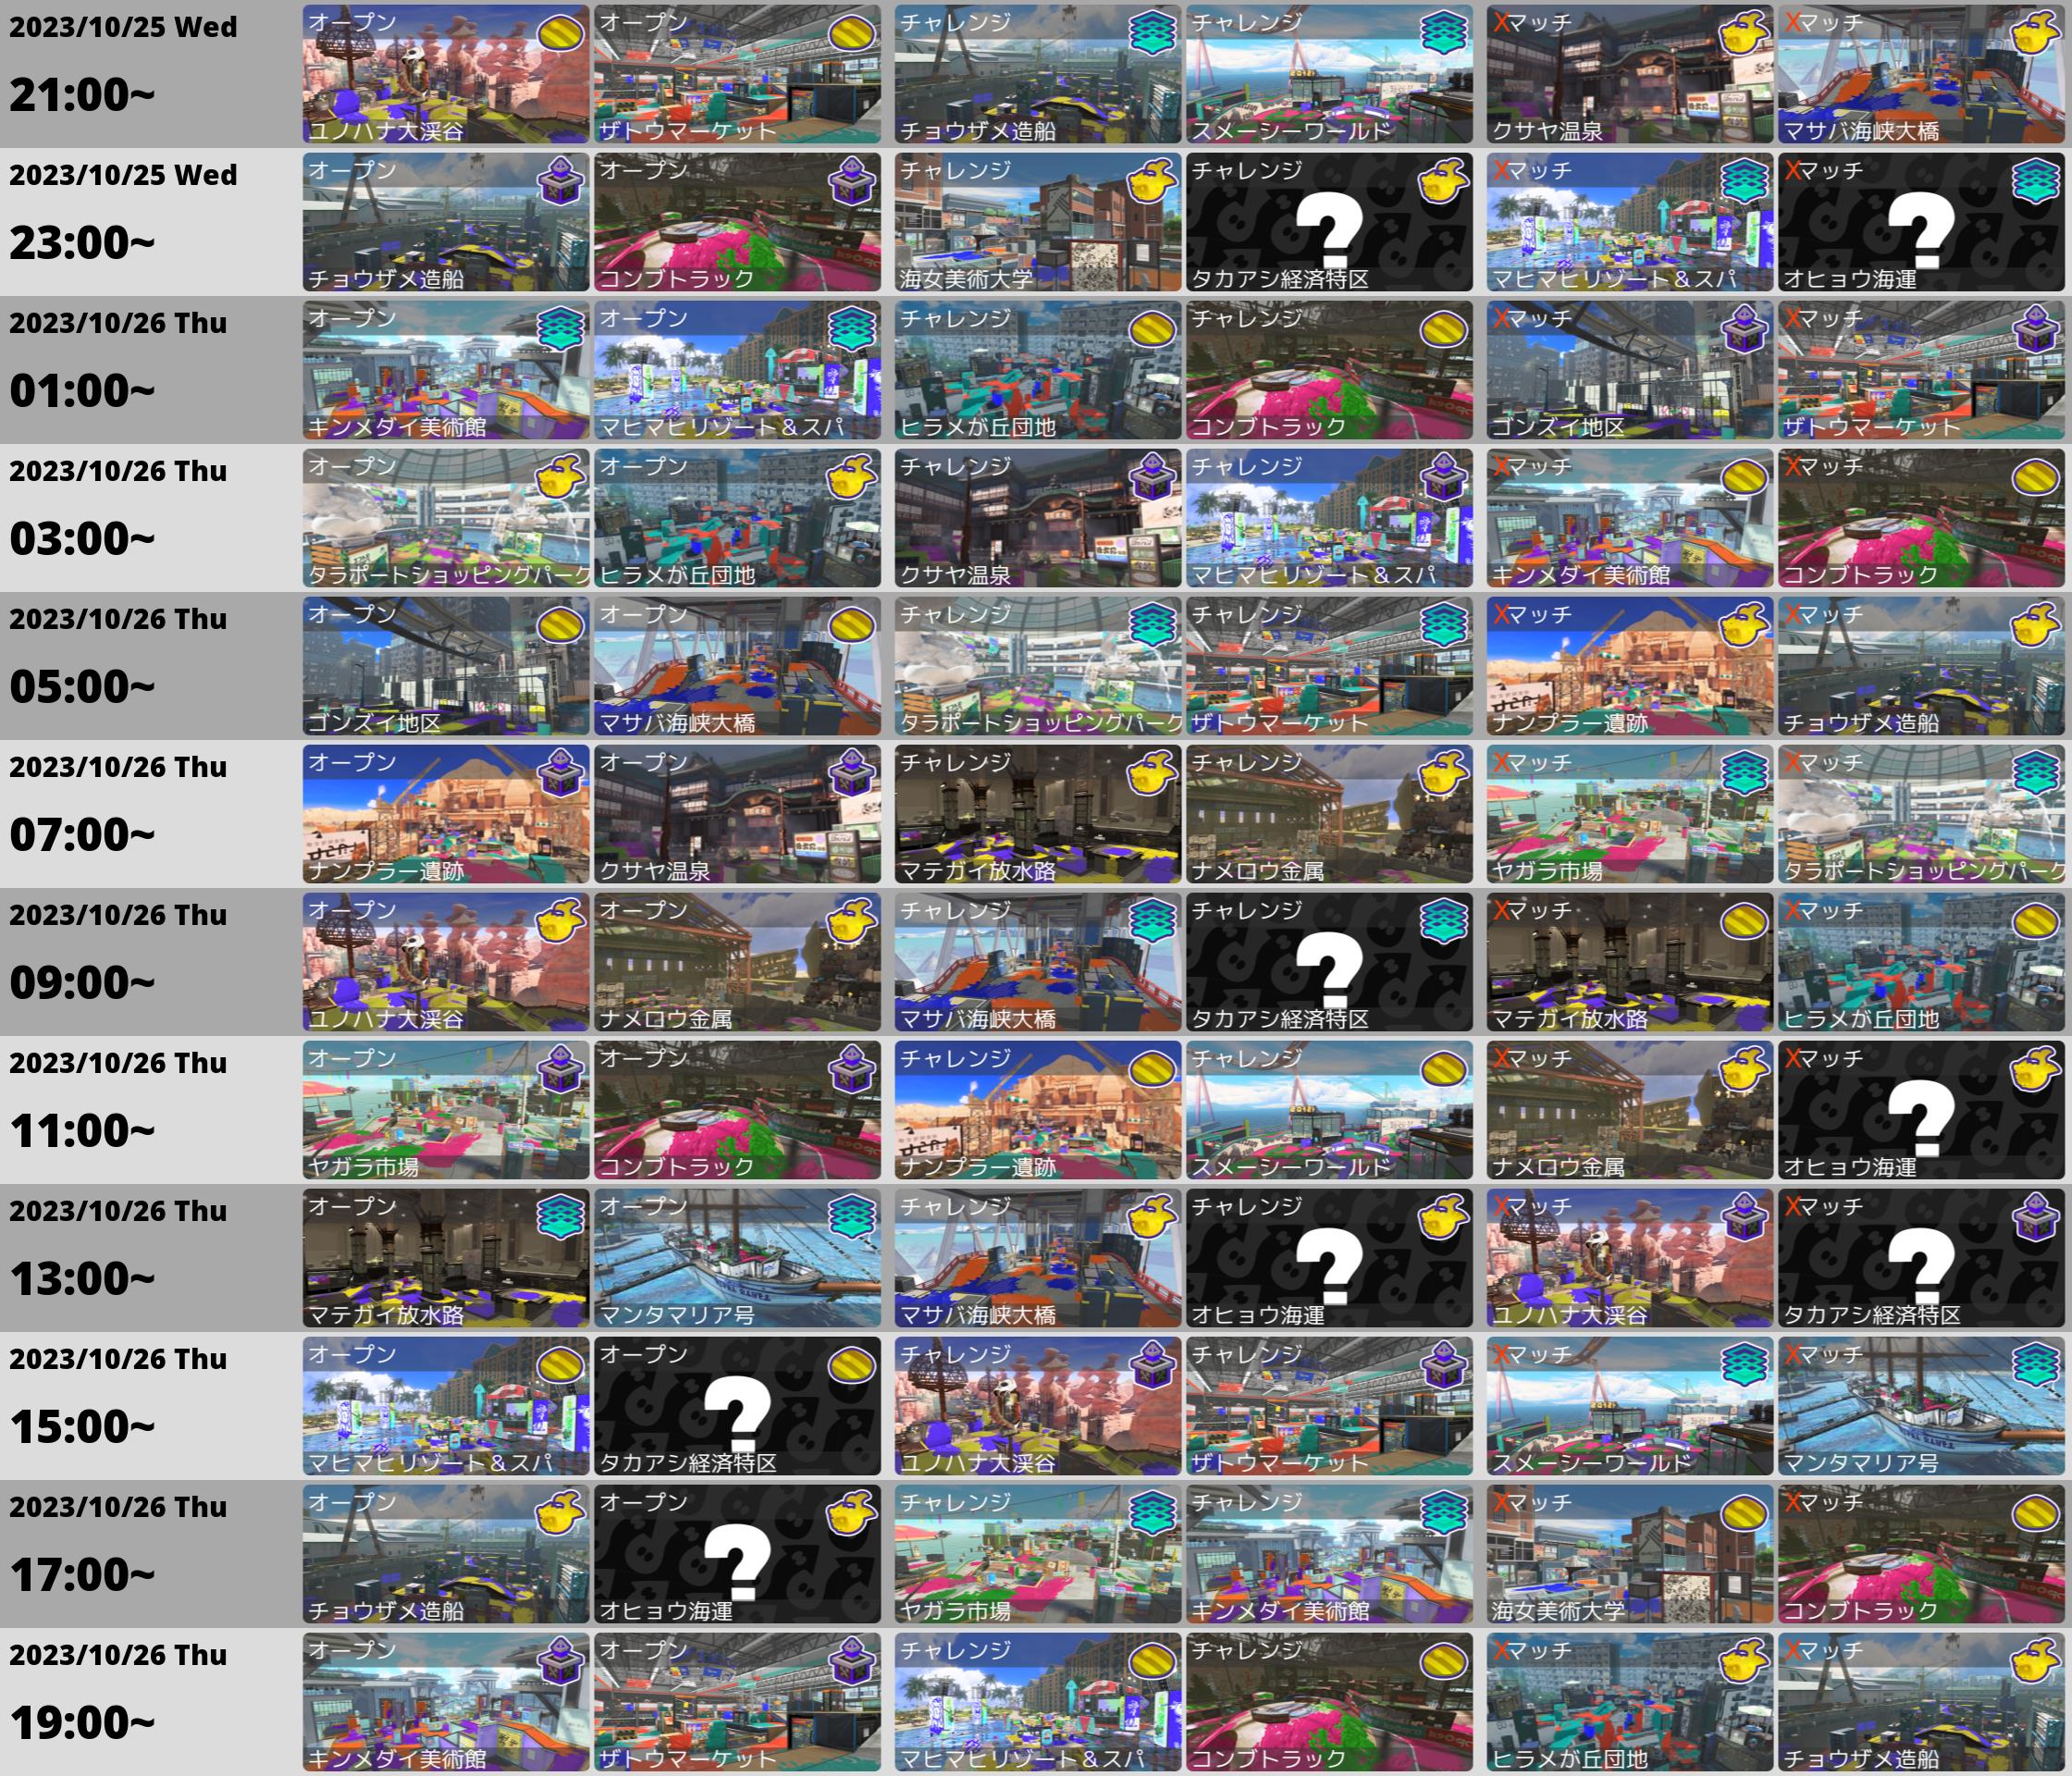 2023/10/25 Wed
21:00~
オープン
ユノハナ大渓谷
オープン
ザトウマーケット
チャレンジ
チョウザメ造船
チャレンジ
スメーシーワールド
Xマッチ
クサヤ温泉
Xマッチ
マサバ海峡大橋
2023/10/25 Wed
23:00~
オープン
チョウザメ造船
オープン
コンブトラック
チャレンジ
海女美術大学
チャレンジ
タカアシ経済特区
Xマッチ
マヒマヒリゾート&スパ
Xマッチ
オヒョウ海運
2023/10/26 Thu
01:00~
オープン
キンメダイ美術館
オープン
マヒマヒリゾート&スパ
チャレンジ
ヒラメが丘団地
チャレンジ
コンブトラック
Xマッチ
ゴンズイ地区
Xマッチ
ザトウマーケット
2023/10/26 Thu
03:00~
オープン
タラポートショッピングパーク
オープン
ヒラメが丘団地
チャレンジ
クサヤ温泉
チャレンジ
マヒマヒリゾート&スパ
Xマッチ
キンメダイ美術館
Xマッチ
コンブトラック
2023/10/26 Thu
05:00~
オープン
ゴンズイ地区
オープン
マサバ海峡大橋
チャレンジ
タラポートショッピングパーク
チャレンジ
ザトウマーケット
Xマッチ
ナンプラー遺跡
Xマッチ
チョウザメ造船
2023/10/26 Thu
07:00~
オープン
ナンプラー遺跡
オープン
クサヤ温泉
チャレンジ
マテガイ放水路
チャレンジ
ナメロウ金属
Xマッチ
ヤガラ市場
Xマッチ
タラポートショッピングパーク
2023/10/26 Thu
09:00~
オープン
ユノハナ大渓谷
オープン
ナメロウ金属
チャレンジ
マサバ海峡大橋
チャレンジ
タカアシ経済特区
Xマッチ
マテガイ放水路
Xマッチ
ヒラメが丘団地
2023/10/26 Thu
11:00~
オープン
ヤガラ市場
オープン
コンブトラック
チャレンジ
ナンプラー遺跡
チャレンジ
スメーシーワールド
Xマッチ
ナメロウ金属
Xマッチ
オヒョウ海運
2023/10/26 Thu
13:00~
オープン
マテガイ放水路
オープン
マンタマリア号
チャレンジ
マサバ海峡大橋
チャレンジ
オヒョウ海運
Xマッチ
ユノハナ大渓谷
Xマッチ
タカアシ経済特区
2023/10/26 Thu
15:00~
オープン
マヒマヒリゾート&スパ
オープン
タカアシ経済特区
チャレンジ
ユノハナ大渓谷
チャレンジ
ザトウマーケット
Xマッチ
スメーシーワールド
Xマッチ
マンタマリア号
2023/10/26 Thu
17:00~
オープン
チョウザメ造船
オープン
オヒョウ海運
チャレンジ
ヤガラ市場
チャレンジ
キンメダイ美術館
Xマッチ
海女美術大学
Xマッチ
コンブトラック
2023/10/26 Thu
19:00~
オープン
キンメダイ美術館
オープン
ザトウマーケット
チャレンジ
マヒマヒリゾート&スパ
チャレンジ
コンブトラック
Xマッチ
ヒラメが丘団地
Xマッチ
チョウザメ造船